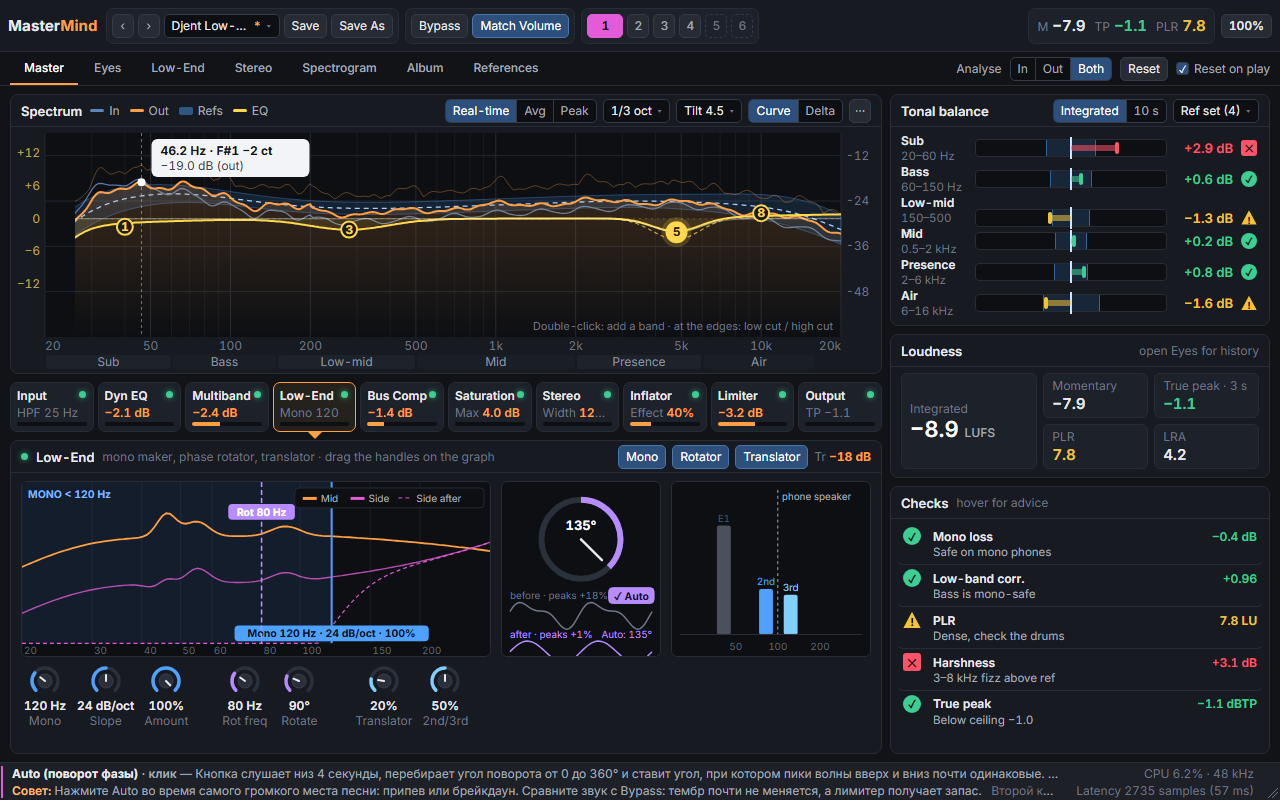 MasterMind ‹ › Djent Low-... * Save Save As Bypass Match Volume 1 2 3 4 5 6 M −7.9 TP −1.1 PLR 7.8 100%
Master Eyes Low-End Stereo Spectrogram Album References Analyse In Out Both Reset Reset on play
Spectrum In Out Refs EQ Real-time Avg Peak 1/3 oct Tilt 4.5 Curve Delta ...
46.2 Hz · F#1 −2 ct
−19.0 dB (out)
+12 −12
+6 −24
0 −36
−6 −48
−12
1 3 5 8
Double-click: add a band · at the edges: low cut / high cut
20 50 100 200 500 1k 2k 5k 10k 20k
Sub Bass Low-mid Mid Presence Air
Tonal balance Integrated 10 s Ref set (4)
Sub
20–60 Hz +2.9 dB
Bass
60–150 Hz +0.6 dB
Low-mid
150–500 −1.3 dB
Mid
0.5–2 kHz +0.2 dB
Presence
2–6 kHz +0.8 dB
Air
6–16 kHz −1.6 dB
Input
HPF 25 Hz
Dyn EQ
−2.1 dB
Multiband
−2.4 dB
Low-End
Mono 120
Bus Comp
−1.4 dB
Saturation
Max 4.0 dB
Stereo
Width 12...
Inflator
Effect 40%
Limiter
−3.2 dB
Output
TP −1.1
Loudness open Eyes for history
Integrated
−8.9 LUFS
Momentary
−7.9
True peak · 3 s
−1.1
PLR
7.8
LRA
4.2
Low-End mono maker, phase rotator, translator · drag the handles on the graph Mono Rotator Translator Tr −18 dB
MONO < 120 Hz
Mid Side Side after
Rot 80 Hz
Mono 120 Hz · 24 dB/oct · 100%
20 30 40 50 60 80 100 150 200
135°
before · peaks +18% ✓ Auto
after · peaks +1% Auto: 135°
phone speaker
E1
2nd 3rd
50 100 200
120 Hz 24 dB/oct 100% 80 Hz 90° 20% 50%
Mono Slope Amount Rot freq Rotate Translator 2nd/3rd
Checks hover for advice
Mono loss −0.4 dB
Safe on mono phones
Low-band corr. +0.96
Bass is mono-safe
PLR 7.8 LU
Dense, check the drums
Harshness +3.1 dB
3–8 kHz fizz above ref
True peak −1.1 dBTP
Below ceiling −1.0
Auto (поворот фазы) · клик — Кнопка слушает низ 4 секунды, перебирает угол поворота от 0 до 360° и ставит угол, при котором пики волны вверх и вниз почти одинаковые. ... CPU 6.2% · 48 kHz
Совет: Нажмите Auto во время самого громкого места песни: припев или брейкдаун. Сравните звук с Bypass: тембр почти не меняется, а лимитер получает запас. Второй к... Latency 2735 samples (57 ms)